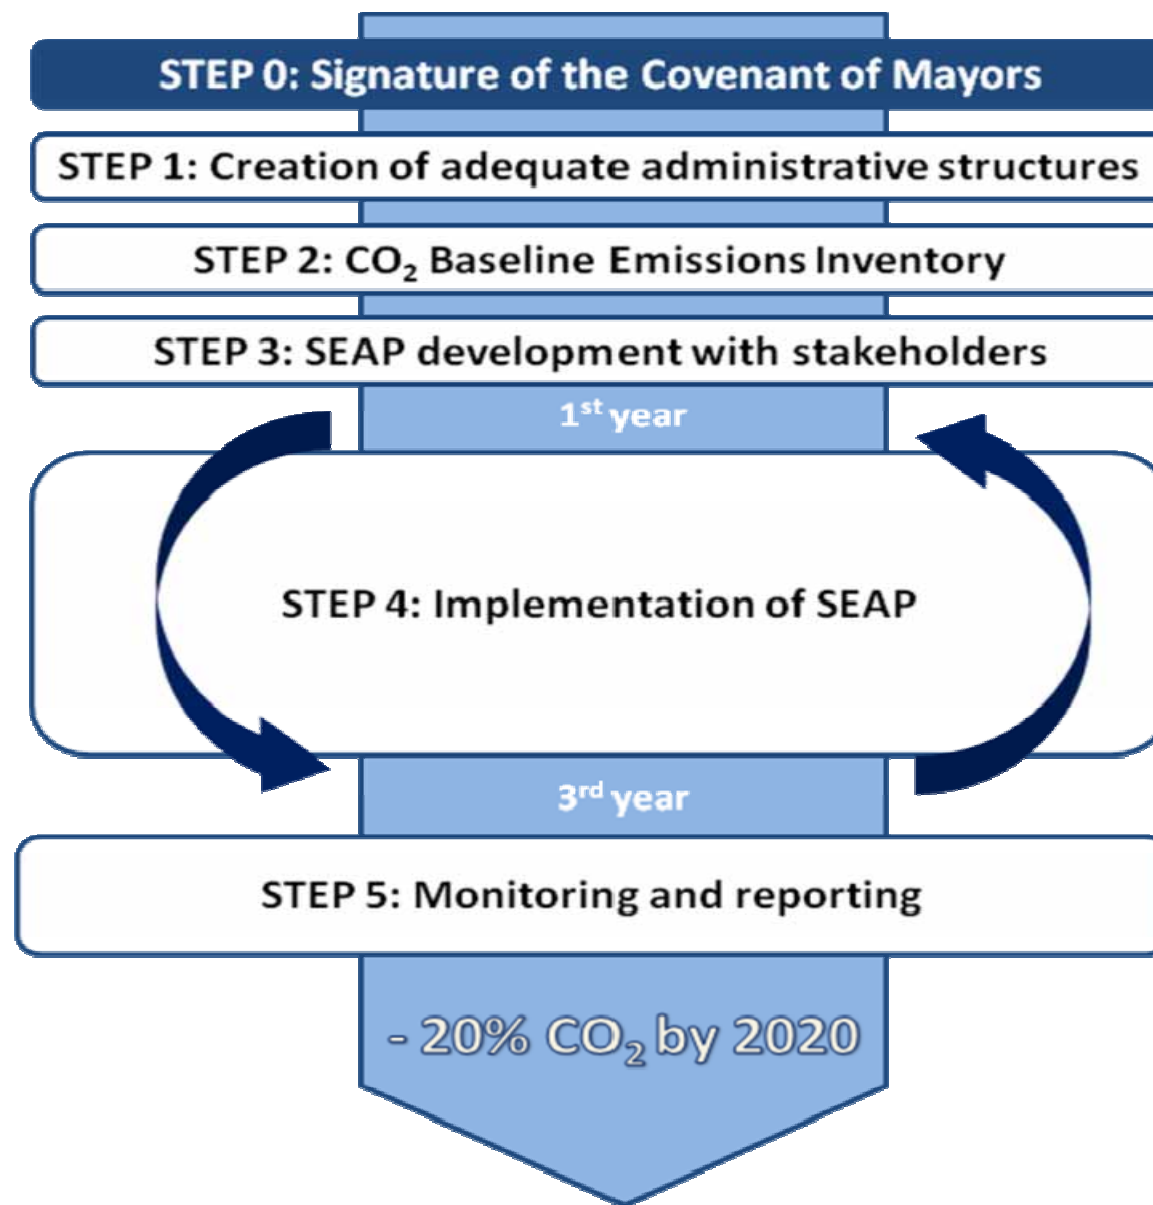 STEP 0: Signature of the Covenant of Mayors
STEP 1: Creation of adequate administrative structures
STEP 2: CO₂ Baseline Emissions Inventory
STEP 3: SEAP development with stakeholders
1st year
STEP 4: Implementation of SEAP
3rd year
STEP 5: Monitoring and reporting
- 20% CO₂ by 2020